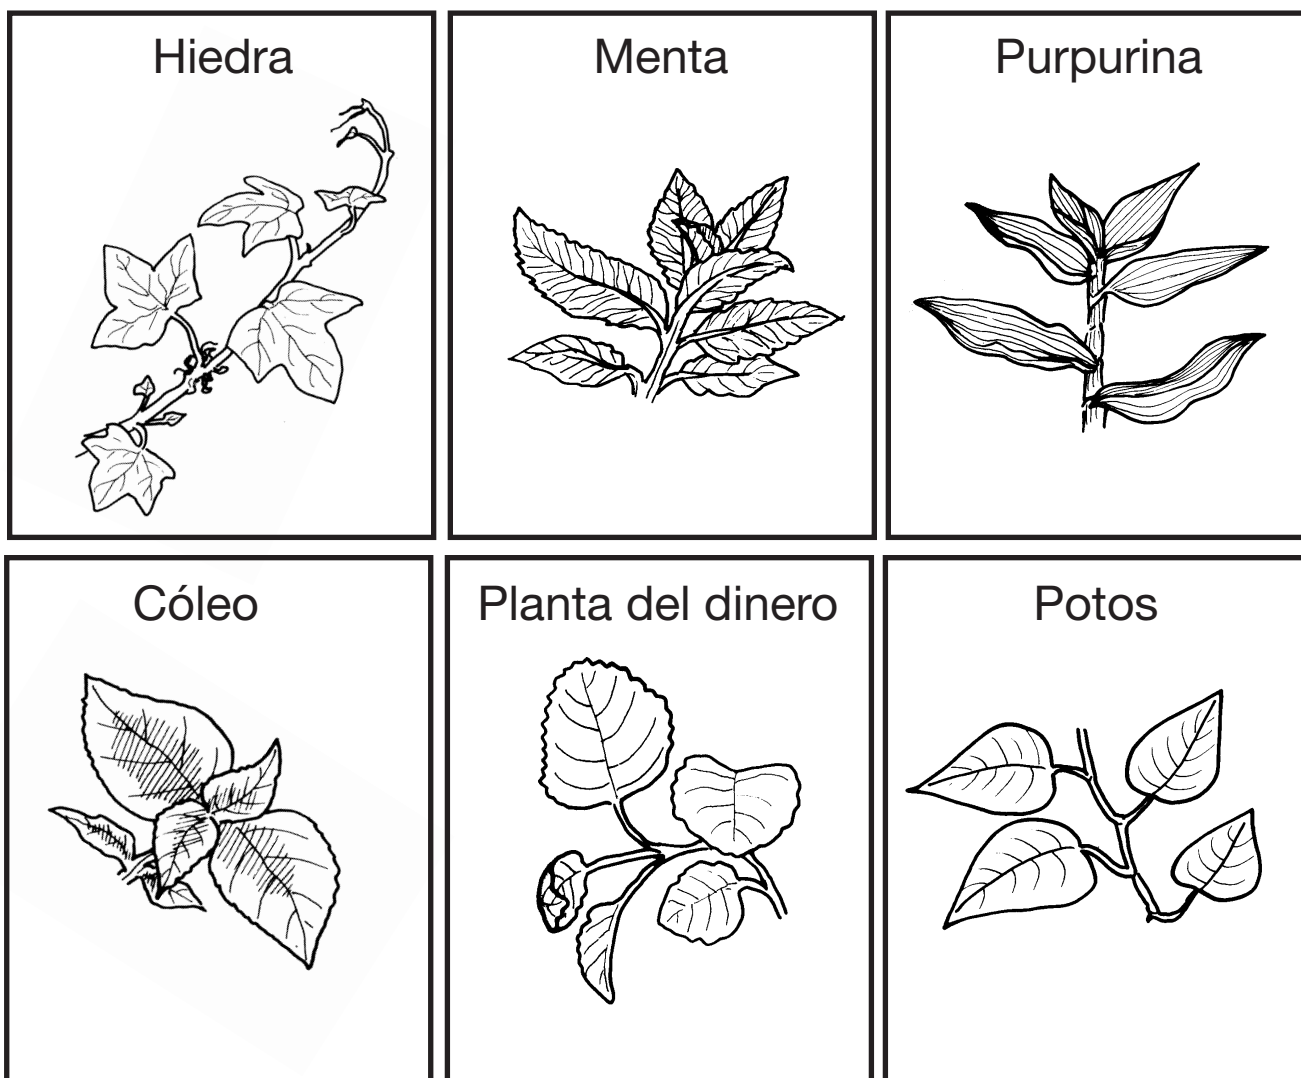 Hiedra
Menta
Purpurina
Cóleo
Planta del dinero
Potos